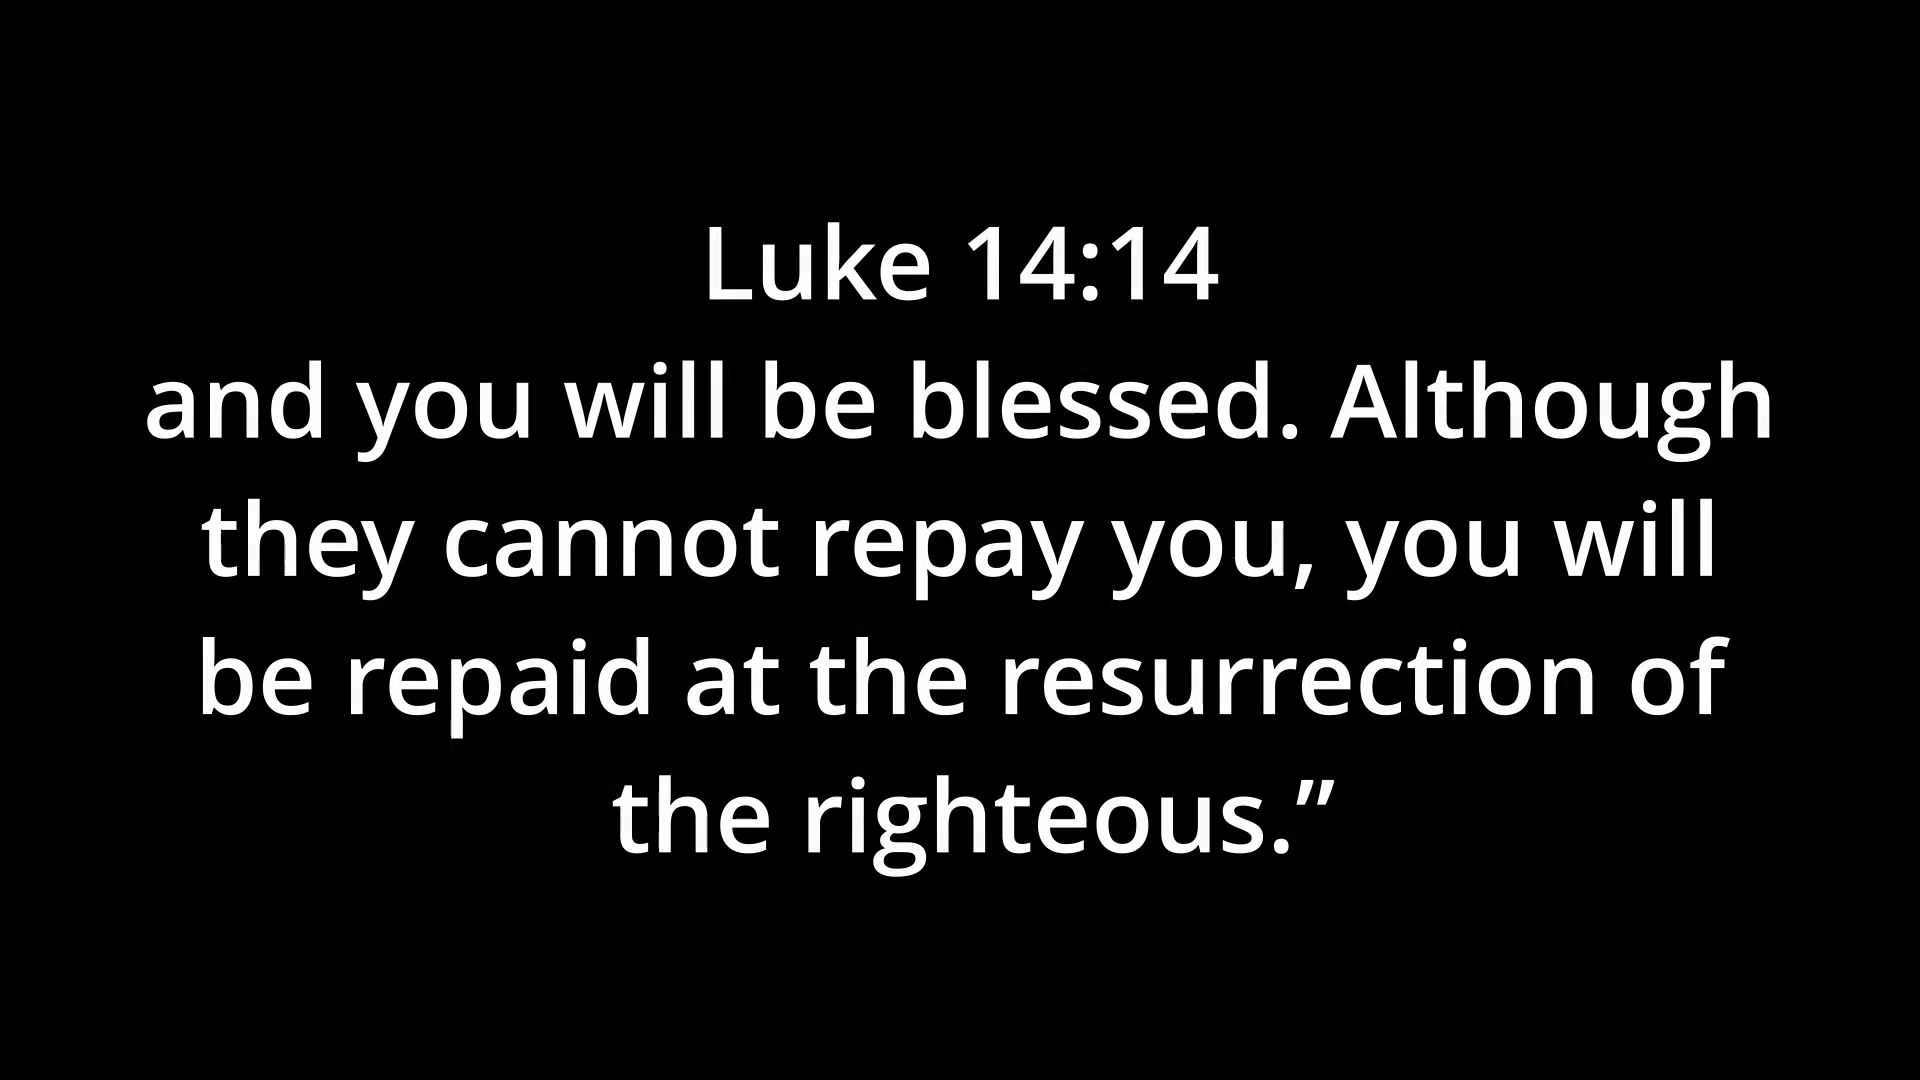 Luke 14:14
and you will be blessed. Although
they cannot repay you, you will
be repaid at the resurrection of
the righteous.”